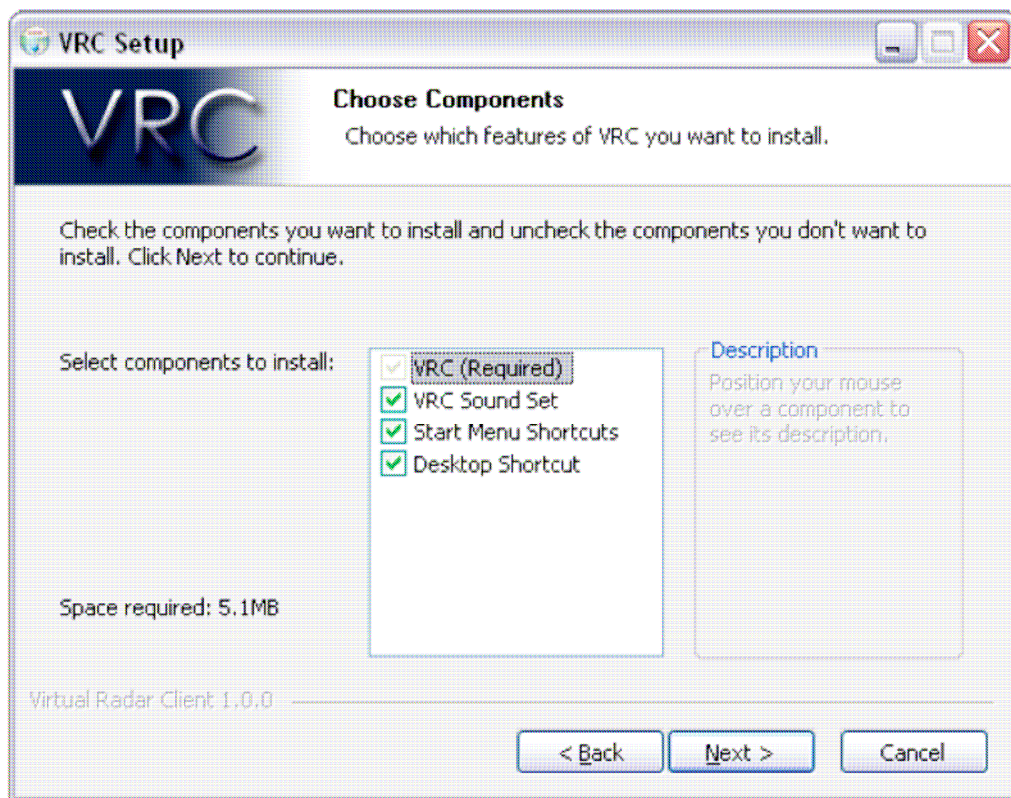 VRC Setup
VRC
Choose Components
Choose which features of VRC you want to install.
Check the components you want to install and uncheck the components you don't want to
install. Click Next to continue.
Select components to install:
VRC (Required)
VRC Sound Set
Start Menu Shortcuts
Desktop Shortcut
Description
Position your mouse
over a component to
see its description.
Space required: 5.1MB
Virtual Radar Client 1.0.0
< Back
Next >
Cancel